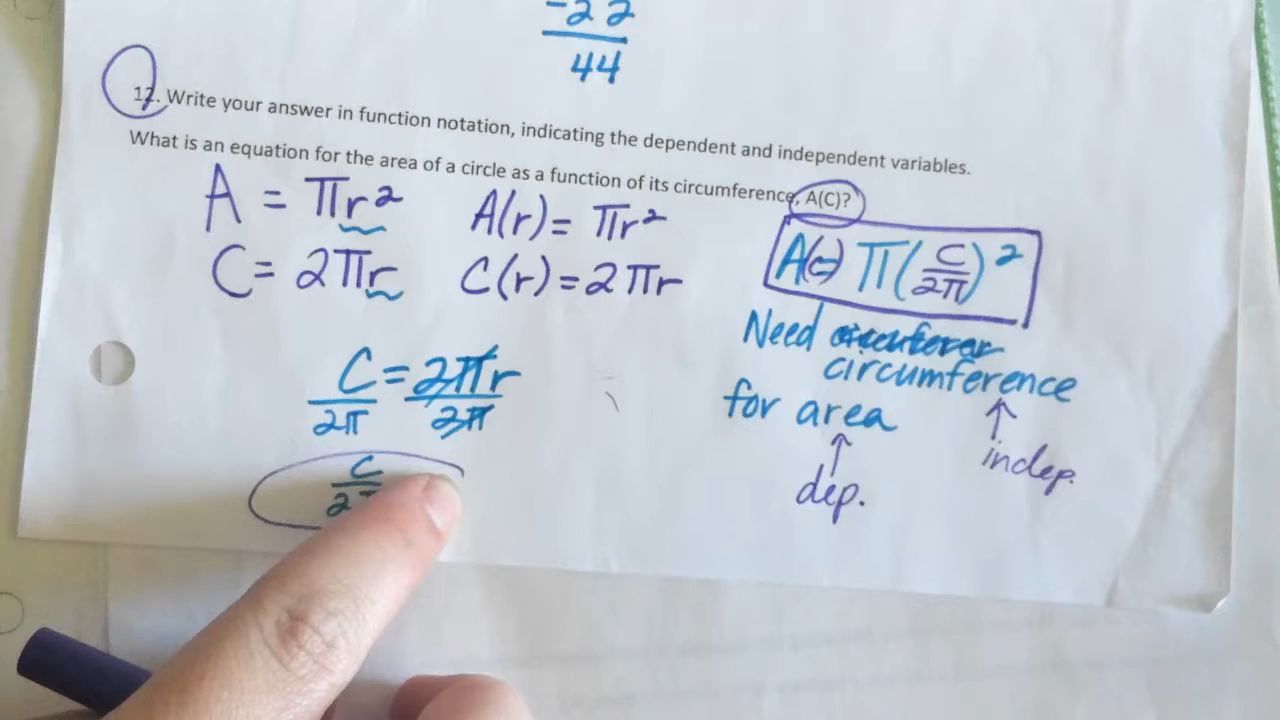 -22
44
12. Write your answer in function notation, indicating the dependent and independent variables.
What is an equation for the area of a circle as a function of its circumference, A(C)?
A = πr²
A(r) = πr²
A(c) = π(C/2π)²
C = 2πr
C(r) = 2πr
Need
circumference
for area
indep.
dep.
C/2π = 2πr/2π
C/2π